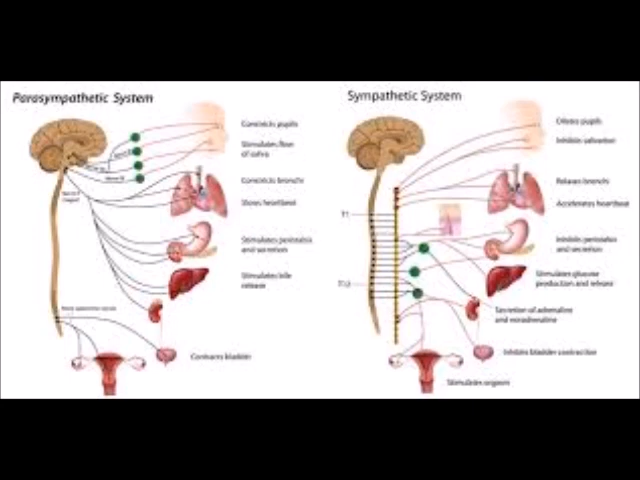 Parasympathetic System
Constricts pupils
Stimulates flow
of saliva
Constricts bronchi
Slows heartbeat
Stimulates peristalsis
and secretion
Stimulates bile
release
Contracts bladder
Sympathetic System
Dilates pupils
Inhibits salivation
Relaxes bronchi
Accelerates heartbeat
Inhibits peristalsis
and secretion
Stimulates glucose
production and release
Secretion of adrenaline
and noradrenaline
Inhibits bladder contraction
Stimulates orgasm
T1